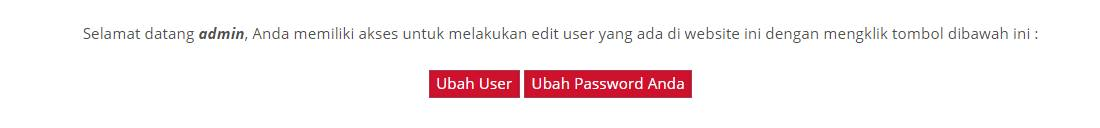 Selamat datang admin, Anda memiliki akses untuk melakukan edit user yang ada di website ini dengan mengklik tombol dibawah ini :
Ubah User Ubah Password Anda